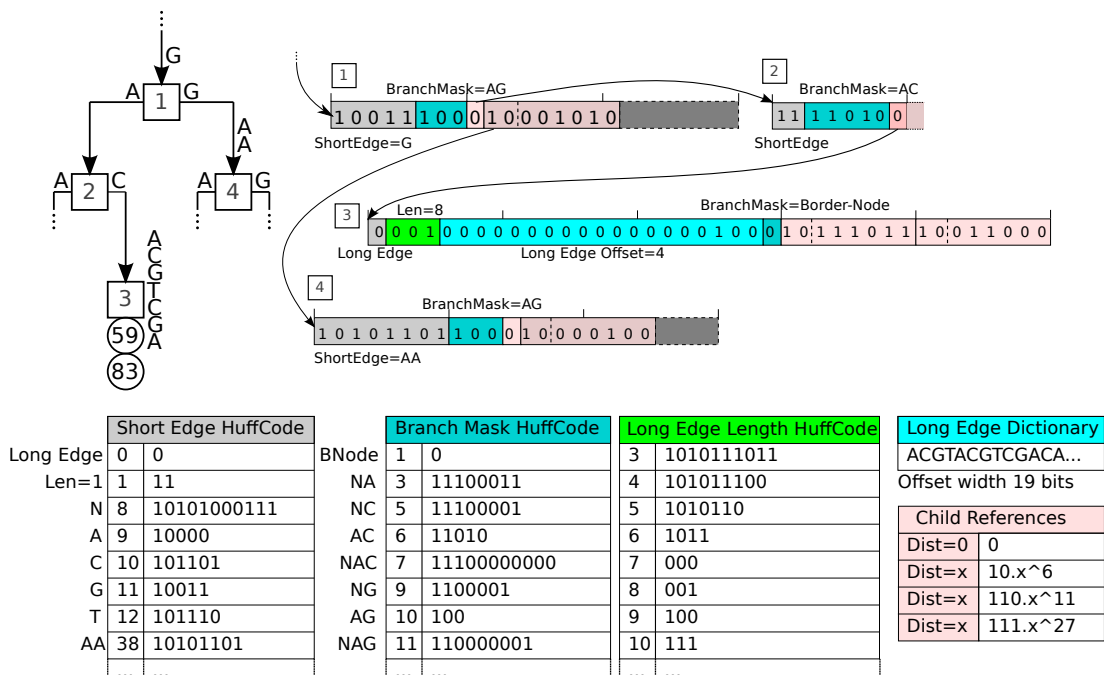 G
A 1 G
A
A
A 2 C
A 4 G
A
C
G
T
C
G
A
3
59
83
1
BranchMask=AG
1 0 0 1 1 1 0 0 0 1 0 0 0 1 0 1 0
ShortEdge=G
2
BranchMask=AC
1 1 1 1 0 1 0 0
ShortEdge
3
Len=8
BranchMask=Border-Node
0 0 0 1 0 0 0 0 0 0 0 0 0 0 0 0 0 0 0 0 1 0 0 0 1 0 1 1 1 0 1 1 1 0 0 1 1 0 0 0
Long Edge
Long Edge Offset=4
4
BranchMask=AG
1 0 1 0 1 1 0 1 1 0 0 0 1 0 0 0 0 1 0 0
ShortEdge=AA
Short Edge HuffCode
Long Edge 0 0
Len=1 1 11
N 8 10101000111
A 9 10000
C 10 101101
G 11 10011
T 12 101110
AA 38 10101101
... ...
Branch Mask HuffCode
BNode 1 0
NA 3 11100011
NC 5 11100001
AC 6 11010
NAC 7 11100000000
NG 9 1100001
AG 10 100
NAG 11 110000001
... ...
Long Edge Length HuffCode
3 1010111011
4 101011100
5 1010110
6 1011
7 000
8 001
9 100
10 111
... ...
Long Edge Dictionary
ACGTACGTCGACA...
Offset width 19 bits
Child References
Dist=0 0
Dist=x 10.x^6
Dist=x 110.x^11
Dist=x 111.x^27